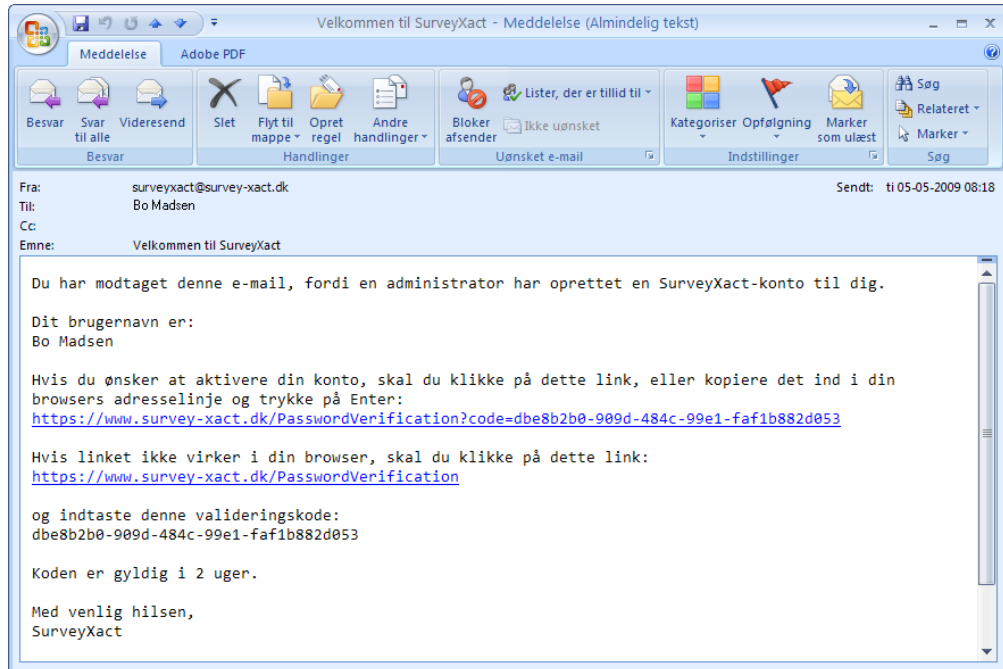 Velkommen til SurveyXact - Meddelelse (Almindelig tekst)
Meddelelse Adobe PDF
Besvar Svar til alle Videresend Slet Flyt til mappe Opret regel Andre handlinger Bloker afsender Lister, der er tillid til Ikke uønsket Kategoriser Opfølgning Marker som ulæst Søg Relateret Marker
Besvar Handlinger Uønsket e-mail Indstillinger Søg
Fra: surveyxact@survey-xact.dk Sendt: ti 05-05-2009 08:18
Til: Bo Madsen
Cc:
Emne: Velkommen til SurveyXact
Du har modtaget denne e-mail, fordi en administrator har oprettet en SurveyXact-konto til dig.
Dit brugernavn er:
Bo Madsen
Hvis du ønsker at aktivere din konto, skal du klikke på dette link, eller kopiere det ind i din
browsers adresselinje og trykke på Enter:
https://www.survey-xact.dk/PasswordVerification?code=dbe8b2b0-909d-484c-99e1-faf1b882d053
Hvis linket ikke virker i din browser, skal du klikke på dette link:
https://www.survey-xact.dk/PasswordVerification
og indtaste denne valideringskode:
dbe8b2b0-909d-484c-99e1-faf1b882d053
Koden er gyldig i 2 uger.
Med venlig hilsen,
SurveyXact